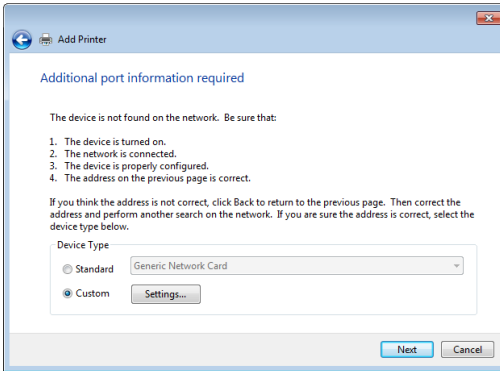 Add Printer
Additional port information required
The device is not found on the network.  Be sure that:
1.  The device is turned on.
2.  The network is connected.
3.  The device is properly configured.
4.  The address on the previous page is correct.
If you think the address is not correct, click Back to return to the previous page.  Then correct the
address and perform another search on the network.  If you are sure the address is correct, select the
device type below.
Device Type
Standard
Generic Network Card
Custom
Settings...
Next
Cancel